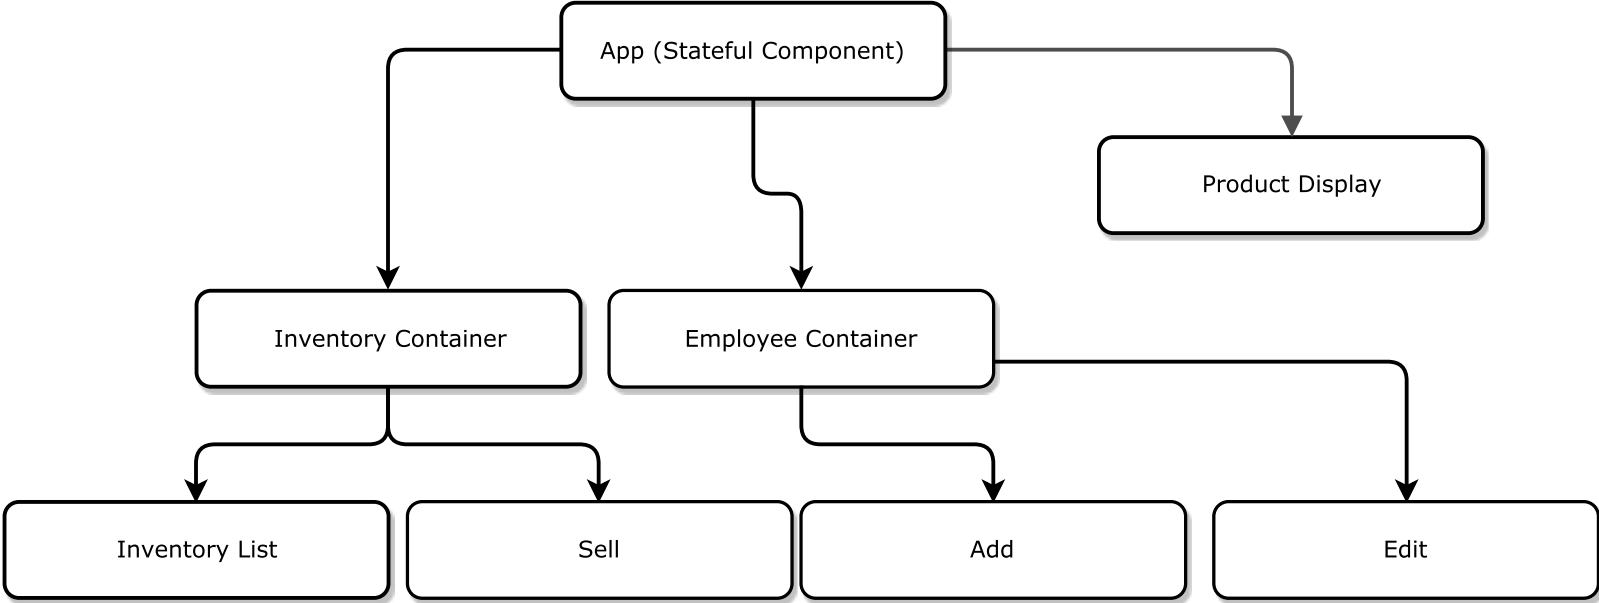 App (Stateful Component)
Product Display
Inventory Container
Employee Container
Inventory List
Sell
Add
Edit